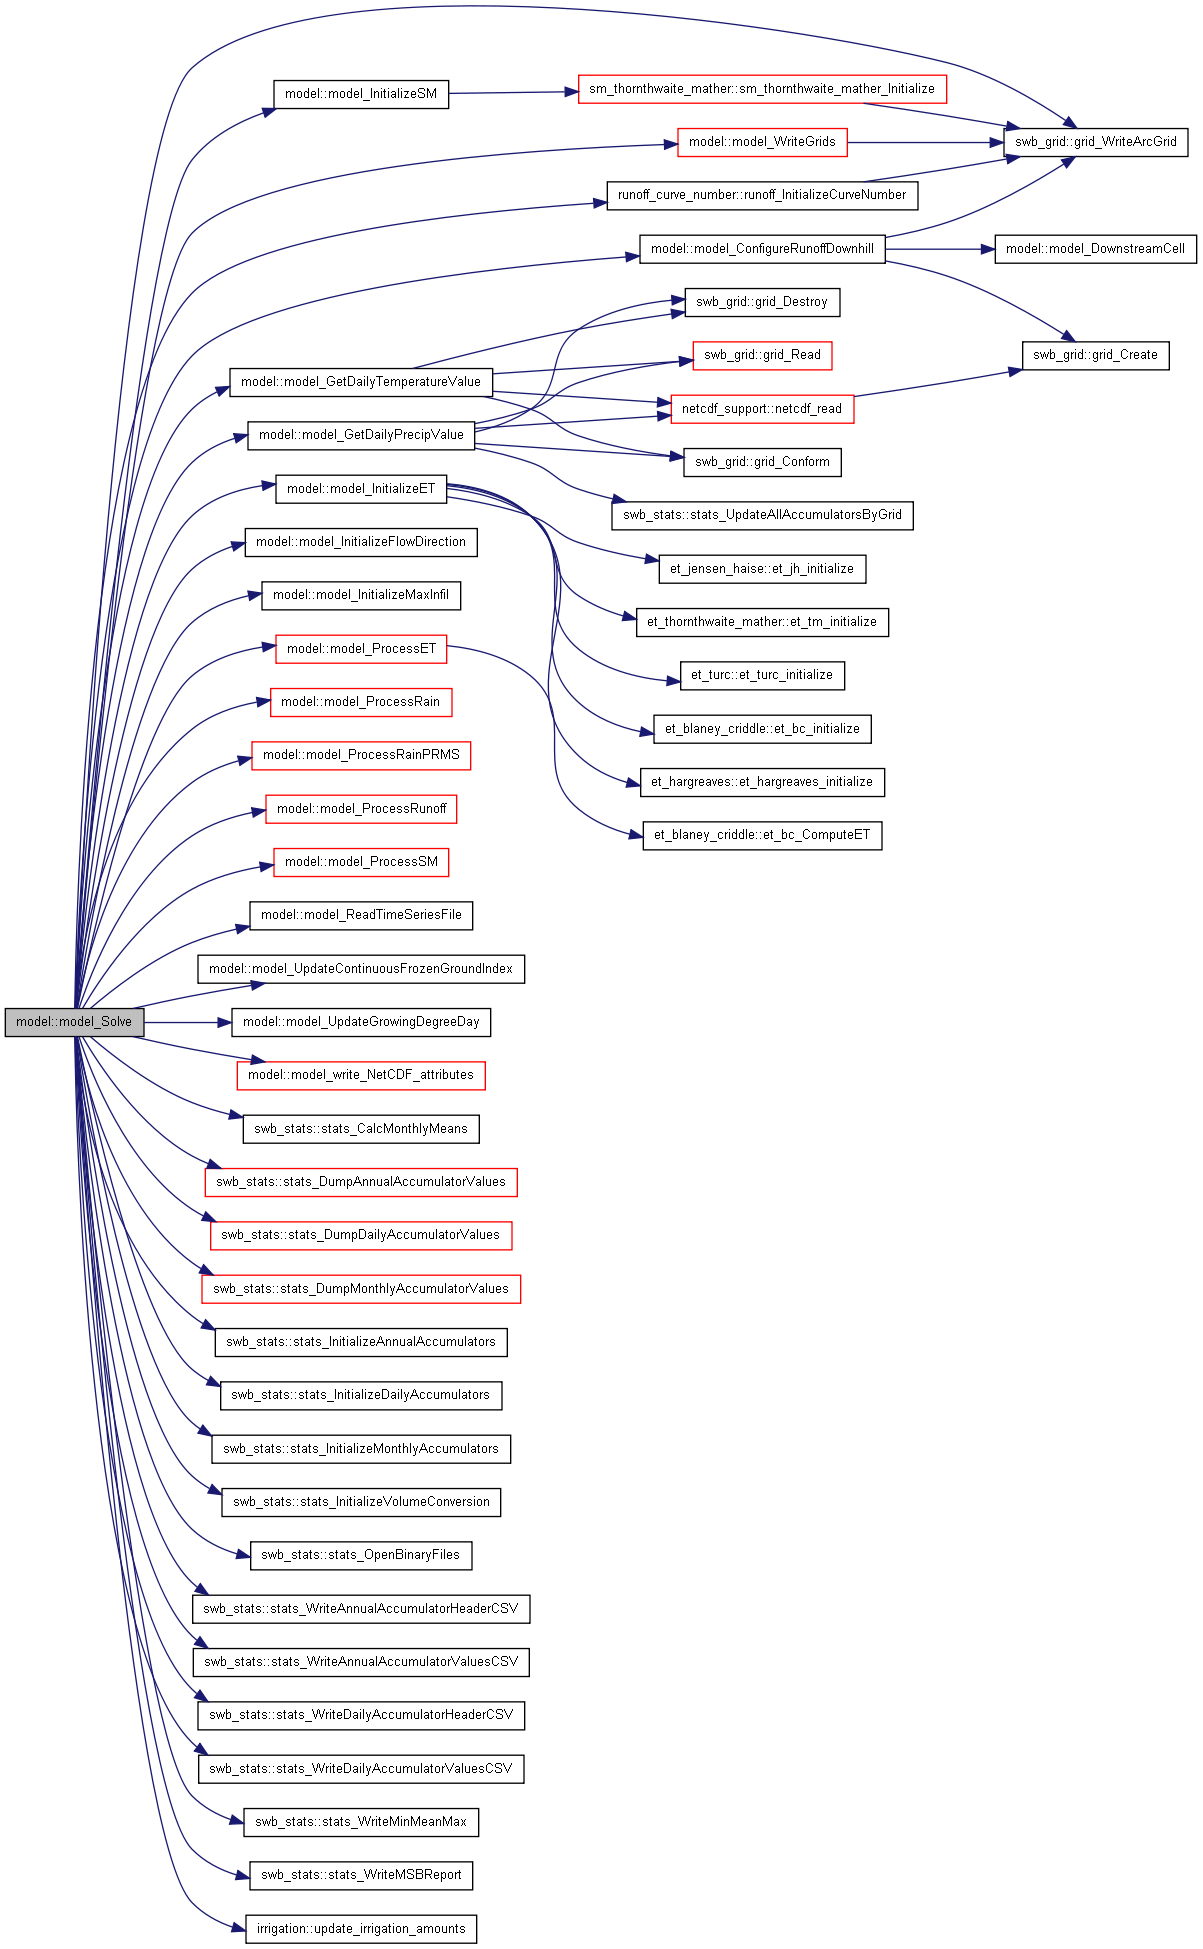 model::model_InitializeSM
sm_thornthwaite_mather::sm_thornthwaite_mather_Initialize
swb_grid::grid_WriteArcGrid
model::model_WriteGrids
runoff_curve_number::runoff_InitializeCurveNumber
model::model_ConfigureRunoffDownhill
model::model_DownstreamCell
swb_grid::grid_Destroy
swb_grid::grid_Read
swb_grid::grid_Create
model::model_GetDailyTemperatureValue
netcdf_support::netcdf_read
model::model_GetDailyPrecipValue
swb_grid::grid_Conform
model::model_InitializeET
swb_stats::stats_UpdateAllAccumulatorsByGrid
model::model_InitializeFlowDirection
et_jensen_haise::et_jh_initialize
model::model_InitializeMaxInfil
et_thornthwaite_mather::et_tm_initialize
model::model_ProcessET
et_turc::et_turc_initialize
model::model_ProcessRain
et_blaney_criddle::et_bc_initialize
model::model_ProcessRainPRMS
et_hargreaves::et_hargreaves_initialize
model::model_ProcessRunoff
et_blaney_criddle::et_bc_ComputeET
model::model_ProcessSM
model::model_ReadTimeSeriesFile
model::model_UpdateContinuousFrozenGroundIndex
model::model_Solve
model::model_UpdateGrowingDegreeDay
model::model_write_NetCDF_attributes
swb_stats::stats_CalcMonthlyMeans
swb_stats::stats_DumpAnnualAccumulatorValues
swb_stats::stats_DumpDailyAccumulatorValues
swb_stats::stats_DumpMonthlyAccumulatorValues
swb_stats::stats_InitializeAnnualAccumulators
swb_stats::stats_InitializeDailyAccumulators
swb_stats::stats_InitializeMonthlyAccumulators
swb_stats::stats_InitializeVolumeConversion
swb_stats::stats_OpenBinaryFiles
swb_stats::stats_WriteAnnualAccumulatorHeaderCSV
swb_stats::stats_WriteAnnualAccumulatorValuesCSV
swb_stats::stats_WriteDailyAccumulatorHeaderCSV
swb_stats::stats_WriteDailyAccumulatorValuesCSV
swb_stats::stats_WriteMinMeanMax
swb_stats::stats_WriteMSBReport
irrigation::update_irrigation_amounts